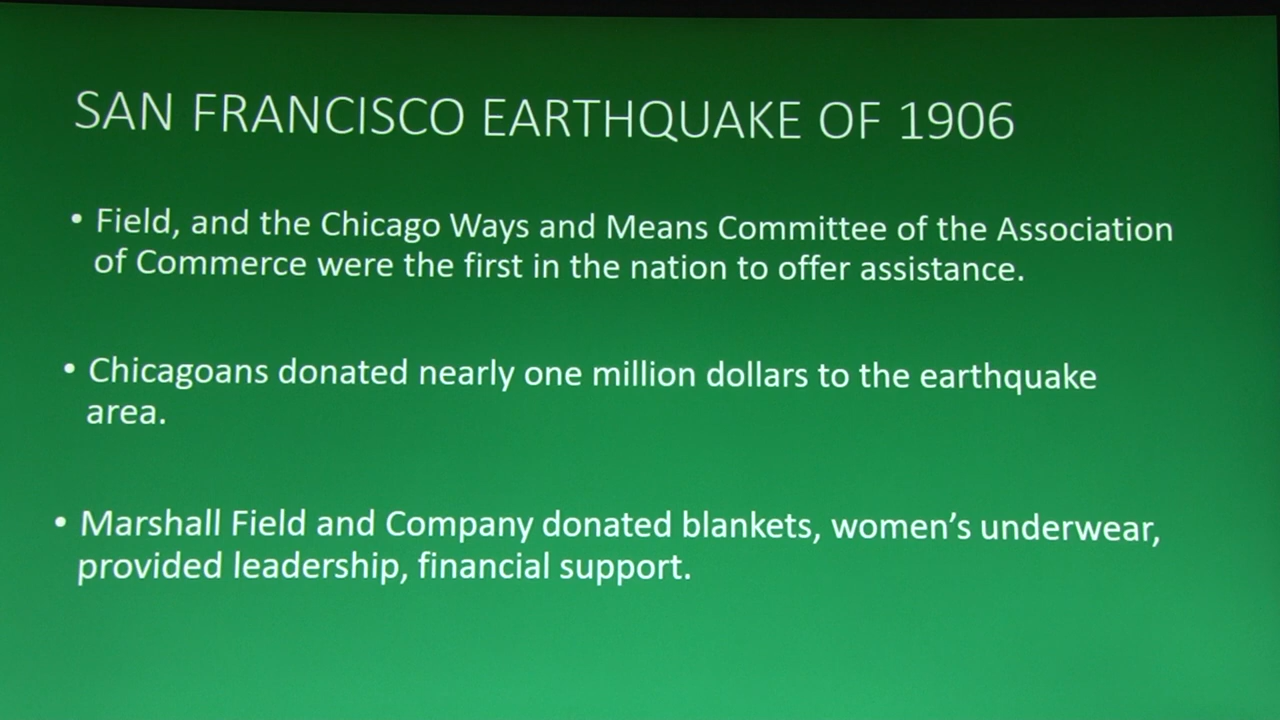 SAN FRANCISCO EARTHQUAKE OF 1906
• Field, and the Chicago Ways and Means Committee of the Association
of Commerce were the first in the nation to offer assistance.
• Chicagoans donated nearly one million dollars to the earthquake
area.
• Marshall Field and Company donated blankets, women’s underwear,
provided leadership, financial support.